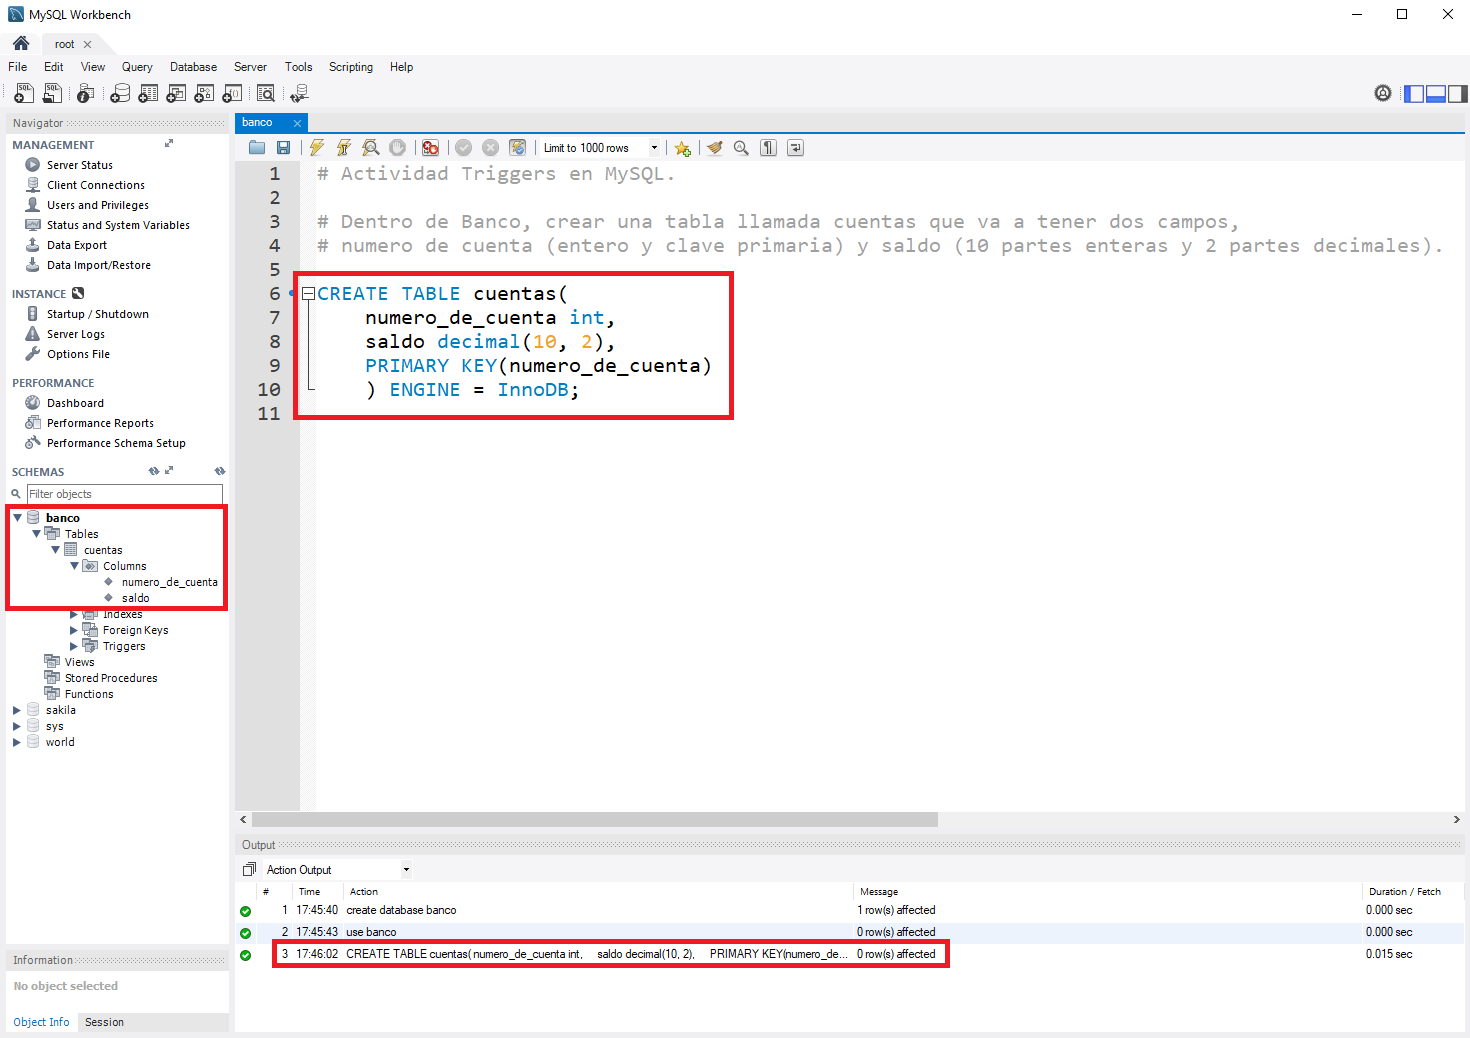 MySQL Workbench
root
File Edit View Query Database Server Tools Scripting Help
Navigator
MANAGEMENT
Server Status
Client Connections
Users and Privileges
Status and System Variables
Data Export
Data Import/Restore
INSTANCE
Startup / Shutdown
Server Logs
Options File
PERFORMANCE
Dashboard
Performance Reports
Performance Schema Setup
SCHEMAS
Filter objects
banco
Tables
cuentas
Columns
numero_de_cuenta
saldo
Indexes
Foreign Keys
Triggers
Views
Stored Procedures
Functions
sakila
sys
world
Information
No object selected
Object Info Session
banco
Limit to 1000 rows
1 # Actividad Triggers en MySQL.
2
3 # Dentro de Banco, crear una tabla llamada cuentas que va a tener dos campos,
4 # numero de cuenta (entero y clave primaria) y saldo (10 partes enteras y 2 partes decimales).
5
6 CREATE TABLE cuentas(
7 numero_de_cuenta int,
8 saldo decimal(10, 2),
9 PRIMARY KEY(numero_de_cuenta)
10 ) ENGINE = InnoDB;
11
Output
Action Output
# Time Action Message Duration / Fetch
1 17:45:40 create database banco 1 row(s) affected 0.000 sec
2 17:45:43 use banco 0 row(s) affected 0.000 sec
3 17:46:02 CREATE TABLE cuentas( numero_de_cuenta int, saldo decimal(10, 2), PRIMARY KEY(numero_de... 0 row(s) affected 0.015 sec